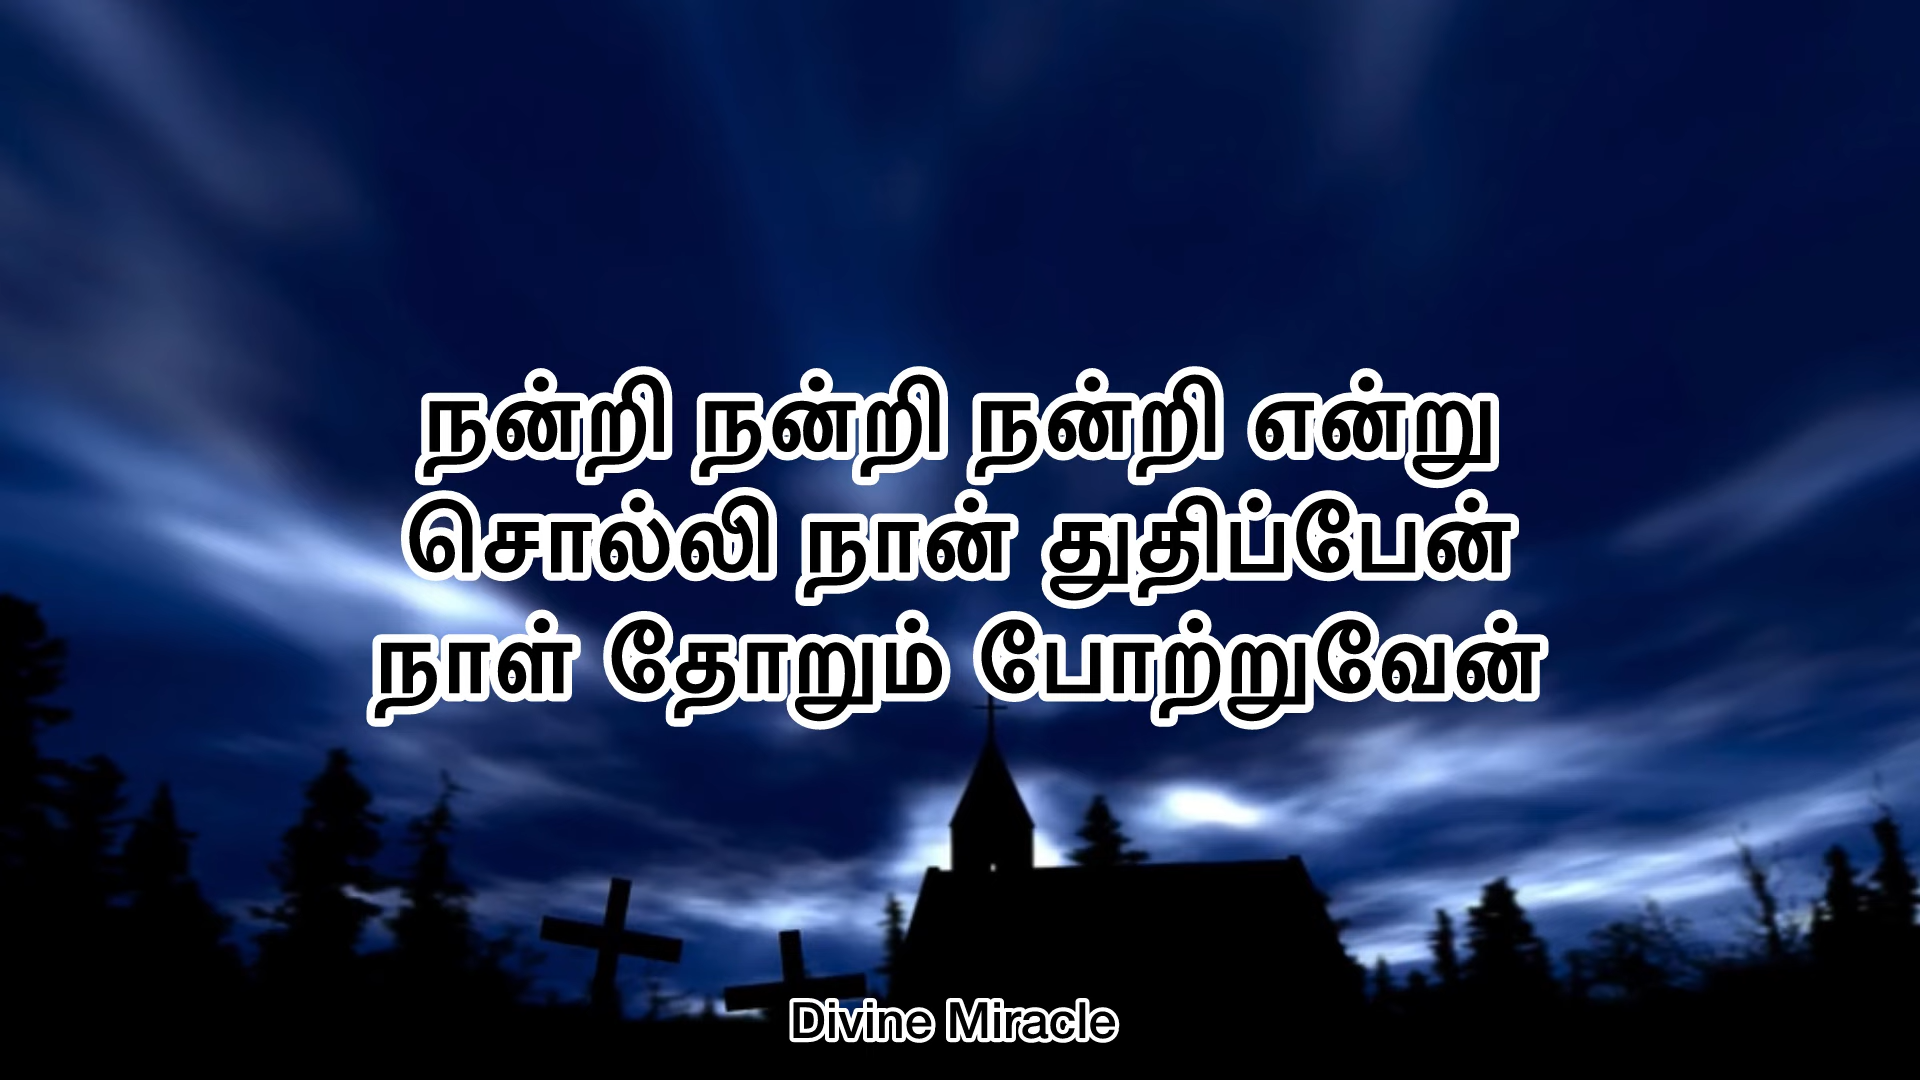 நன்றி நன்றி நன்றி என்று
சொல்லி நான் துதிப்பேன்
நாள் தோறும் போற்றுவேன்
Divine Miracle